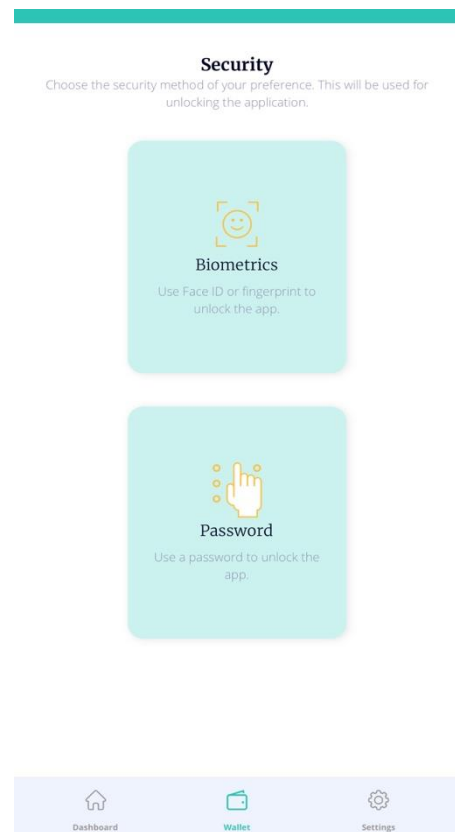 Security
Choose the security method of your preference. This will be used for
unlocking the application.
Biometrics
Use Face ID or fingerprint to
unlock the app.
Password
Use a password to unlock the
app.
Dashboard
Wallet
Settings